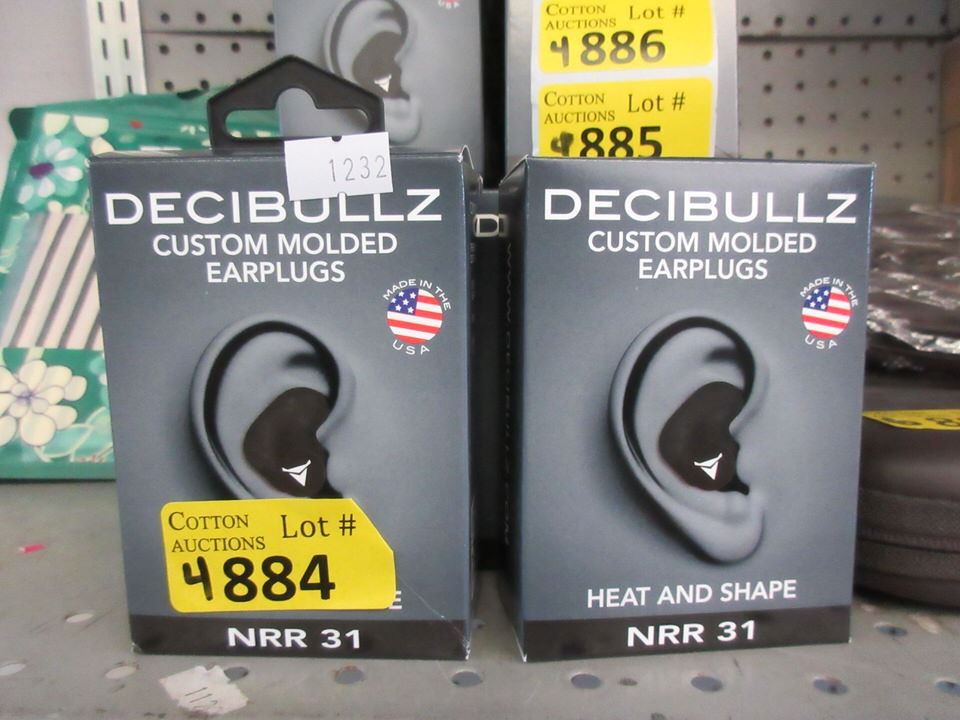 COTTON AUCTIONS Lot #
4886
COTTON AUCTIONS Lot #
4885
1232
DECIBULLZ
CUSTOM MOLDED
EARPLUGS
MADE IN THE
USA
COTTON AUCTIONS Lot #
4884
E
NRR 31
DECIBULLZ
CUSTOM MOLDED
EARPLUGS
MADE IN THE
USA
HEAT AND SHAPE
NRR 31
USA